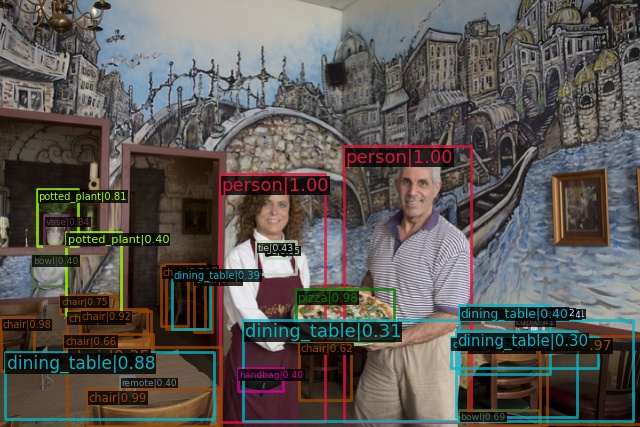 person|1.00
person|1.00
potted_plant|0.81
vase|0.84
potted_plant|0.40
tie|0.43
bowl|0.40
dining_table|0.39
pizza|0.98
chair|0.75
chair|0.92
chair|0.98
dining_table|0.40
dining_table|0.31
dining_table|0.30
.97
chair|0.66
chair|0.62
dining_table|0.88
handbag|0.40
remote|0.40
chair|0.99
bowl|0.69